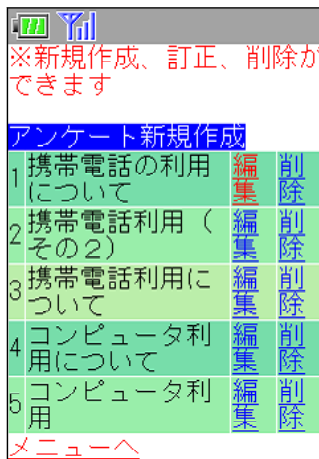 ※新規作成、訂正、削除が
できます
アンケート新規作成
1 携帯電話の利用 編 削
について 集 除
2 携帯電話利用（ 編 削
その２） 集 除
3 携帯電話利用に 編 削
ついて 集 除
4 コンピュータ利 編 削
用について 集 除
5 コンピュータ利 編 削
用 集 除
メニューへ